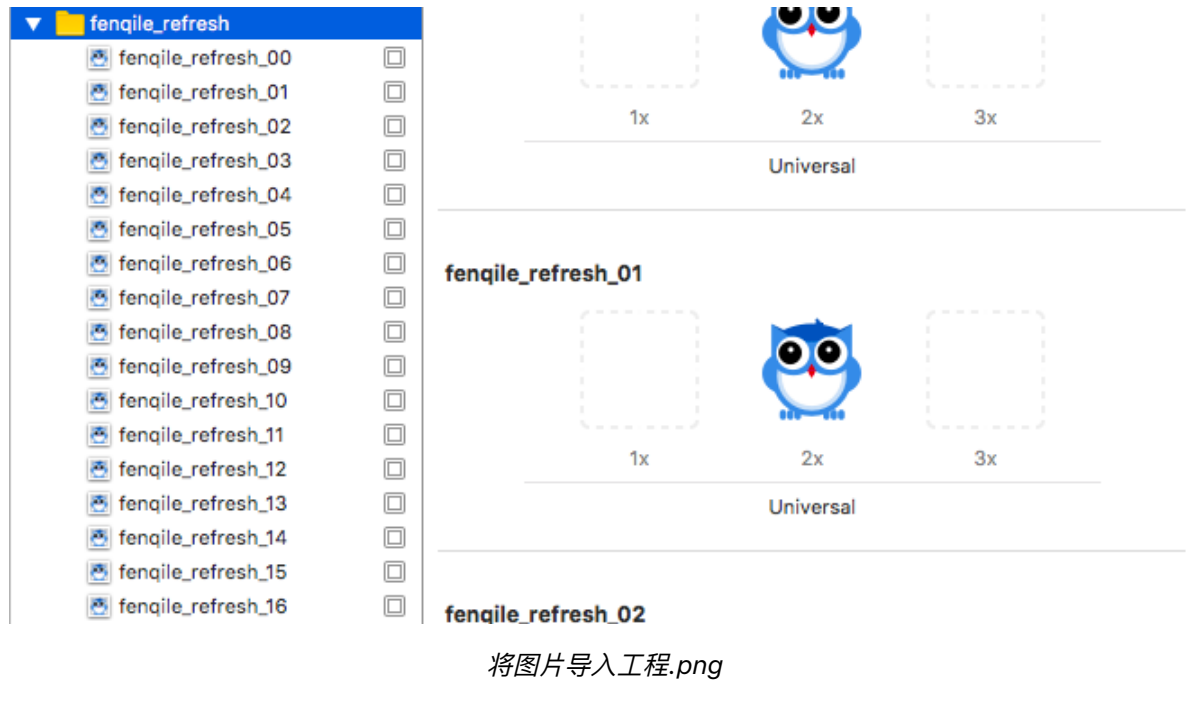 fenqile_refresh
fenqile_refresh_00
fenqile_refresh_01
fenqile_refresh_02
fenqile_refresh_03
fenqile_refresh_04
fenqile_refresh_05
fenqile_refresh_06
fenqile_refresh_07
fenqile_refresh_08
fenqile_refresh_09
fenqile_refresh_10
fenqile_refresh_11
fenqile_refresh_12
fenqile_refresh_13
fenqile_refresh_14
fenqile_refresh_15
fenqile_refresh_16
1x 2x 3x
Universal
fenqile_refresh_01
1x 2x 3x
Universal
fenqile_refresh_02
将图片导入工程.png